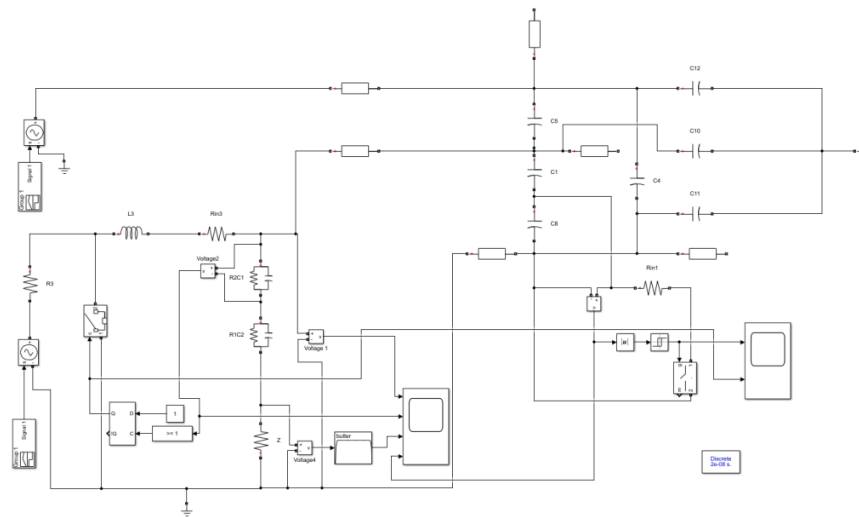 C12
C5
C10
C1
C4
Signal 1
Group 1
C11
L3
Rin3
C8
Voltage2
R2C1
Rin1
R3
R1C2
Voltage 1
|u|
Q
D
1
!Q
C
>= 1
butter
Z
Voltage4
Signal 1
Group 1
Discrete
2e-08 s.